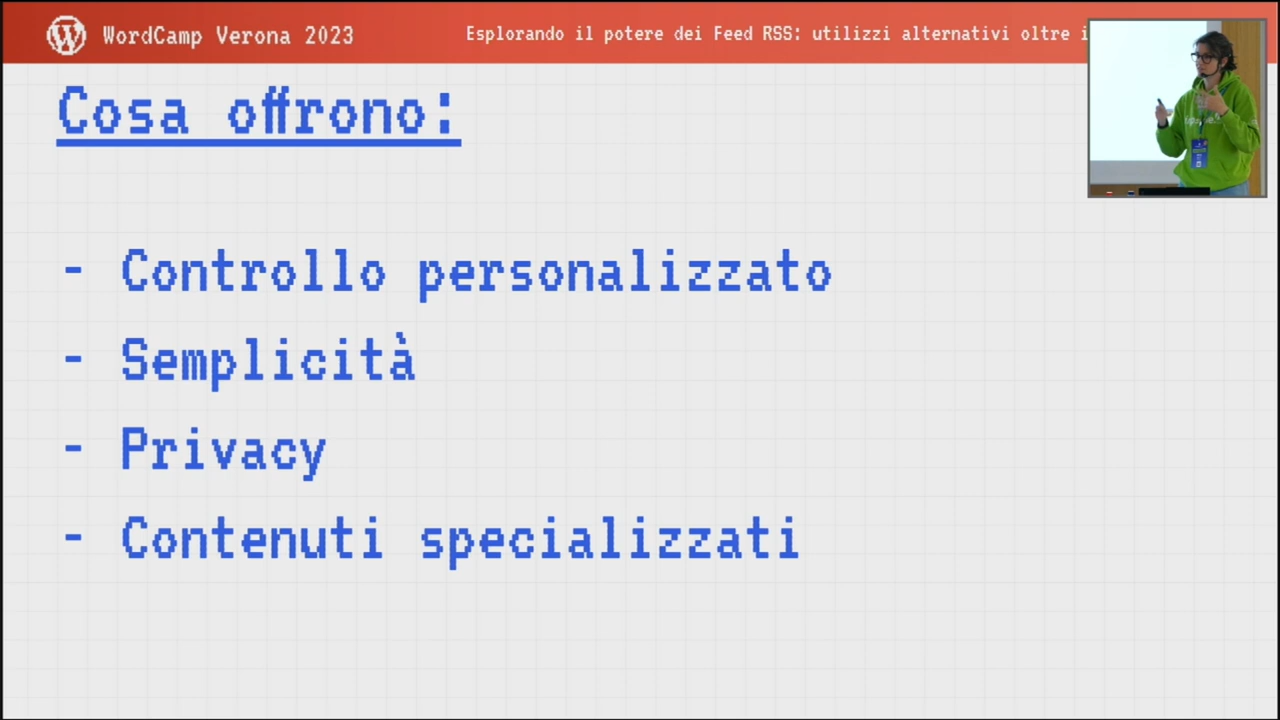 WordCamp Verona 2023
Esplorando il potere dei Feed RSS: utilizzi alternativi oltre i
Cosa offrono:
- Controllo personalizzato
- Semplicità
- Privacy
- Contenuti specializzati